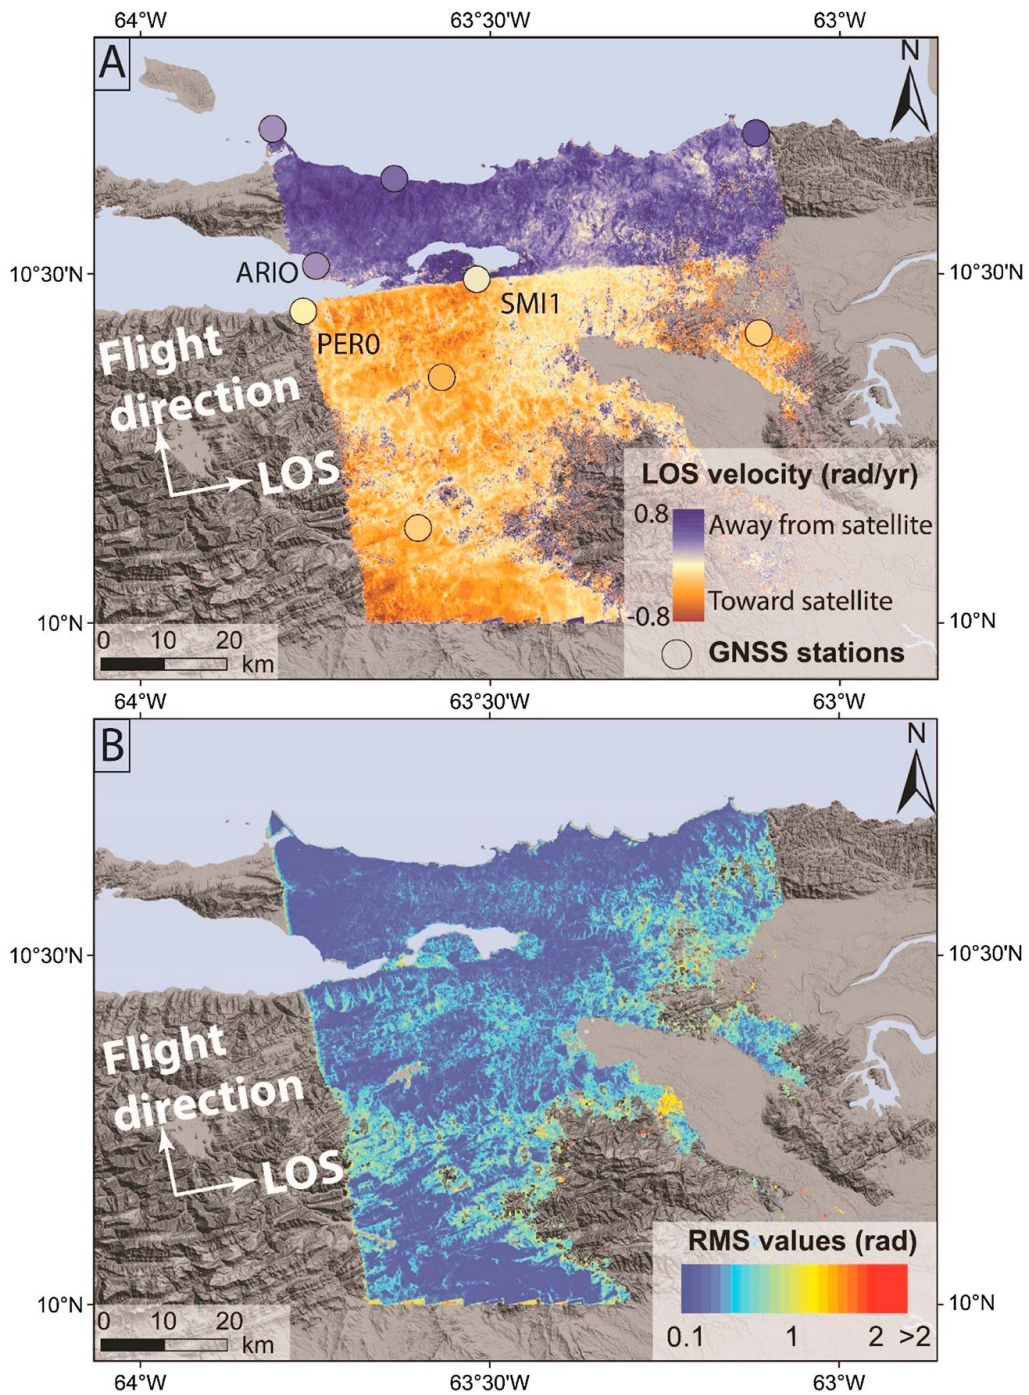 64°W 63°30'W 63°W
A
N
ARIO
10°30'N 10°30'N
SMI1
PER0
Flight
direction
LOS
LOS velocity (rad/yr)
0.8 Away from satellite
-0.8 Toward satellite
GNSS stations
10°N 10°N
0 10 20
km
64°W 63°30'W 63°W
B
N
10°30'N 10°30'N
Flight
direction
LOS
RMS values (rad)
0.1 1 2 >2
10°N 10°N
0 10 20
km
64°W 63°30'W 63°W